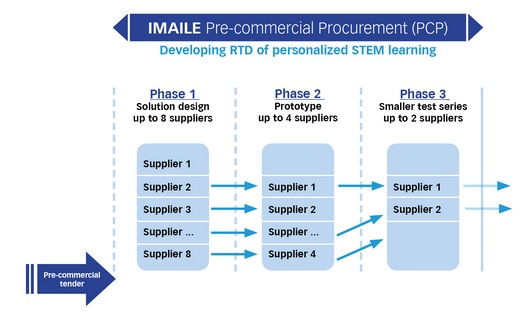 IMAILE Pre-commercial Procurement (PCP)
Developing RTD of personalized STEM learning
Phase 1
Solution design
up to 8 suppliers
Phase 2
Prototype
up to 4 suppliers
Phase 3
Smaller test series
up to 2 suppliers
Supplier 1
Supplier 2
Supplier 3
Supplier ...
Supplier 8
Supplier 1
Supplier 2
Supplier ...
Supplier 4
Supplier 1
Supplier 2
Pre-commercial
tender